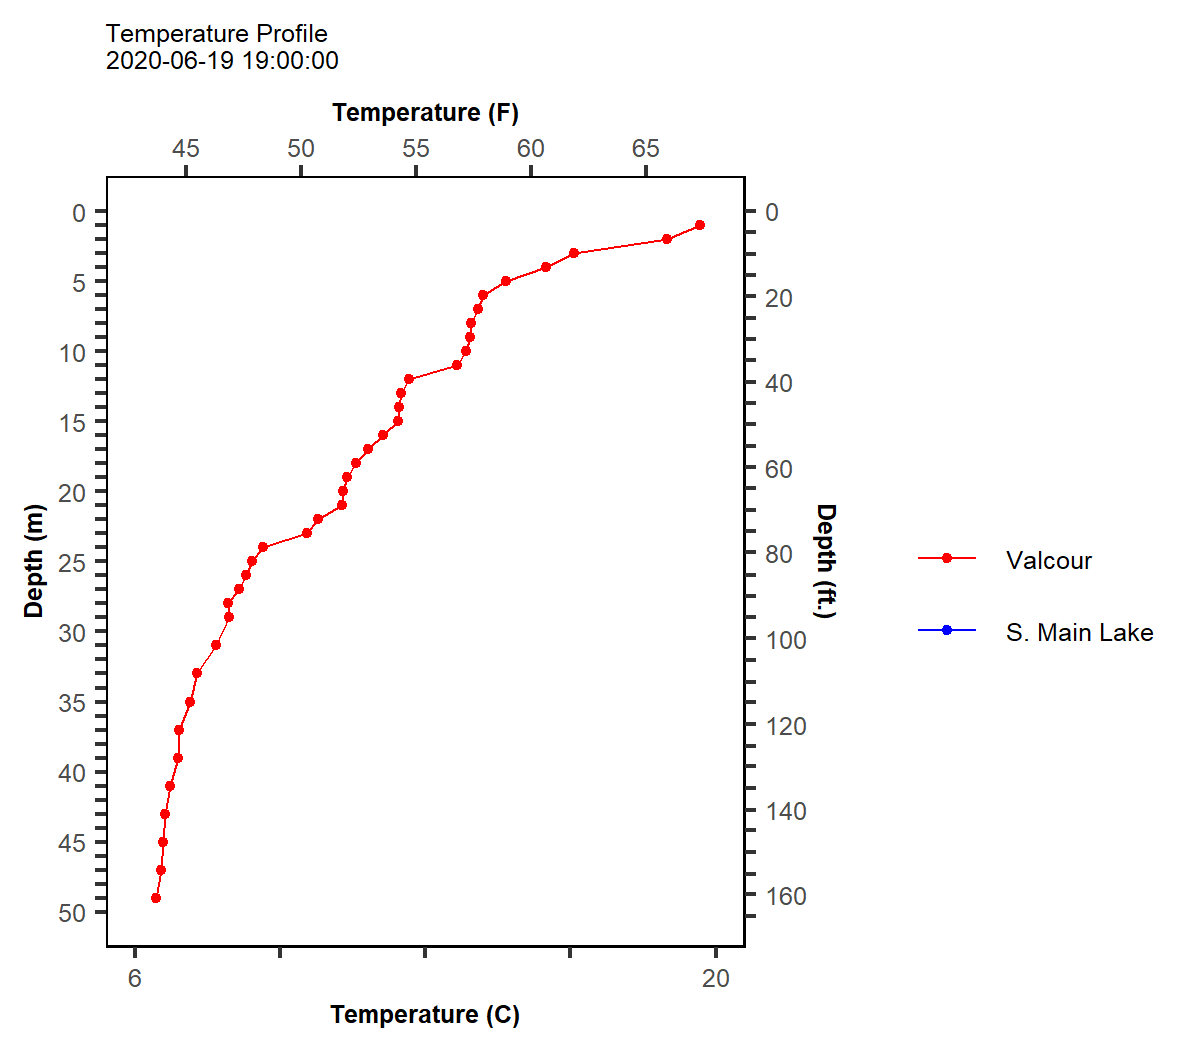 Temperature Profile
2020-06-19 19:00:00
Temperature (F)
45 50 55 60 65
0 5 10 15 20 25 30 35 40 45 50
Depth (m)
0 20 40 60 80 100 120 140 160
Depth (ft.)
Valcour
S. Main Lake
6 20
Temperature (C)